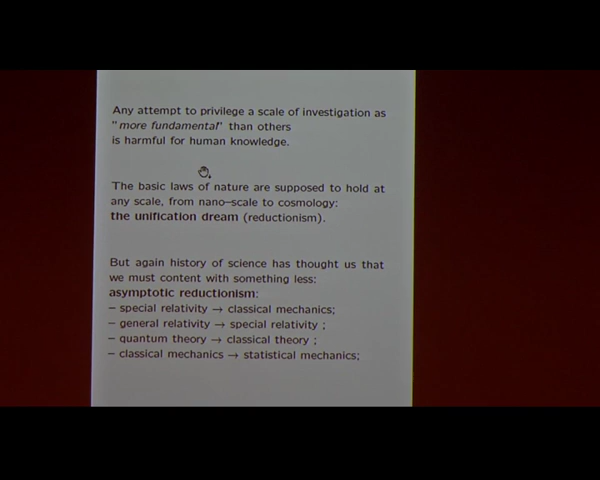 Any attempt to privilege a scale of investigation as
"more fundamental" than others
is harmful for human knowledge.
The basic laws of nature are supposed to hold at
any scale, from nano-scale to cosmology:
the unification dream (reductionism).
But again history of science has thought us that
we must content with something less:
asymptotic reductionism:
– special relativity → classical mechanics;
– general relativity → special relativity ;
– quantum theory → classical theory ;
– classical mechanics → statistical mechanics;